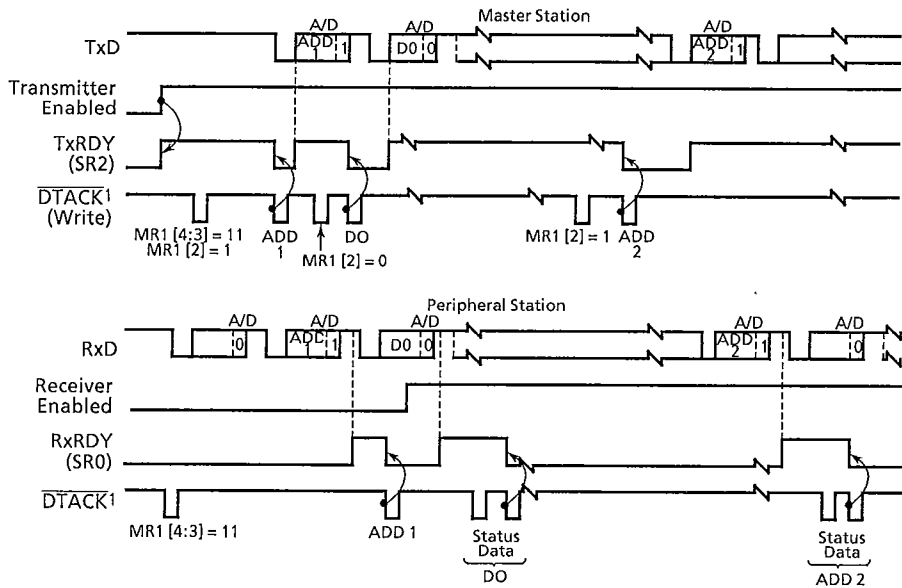 Master Station
A/D A/D A/D
TxD ADD 1 1 D0 0 ADD 2 1
Transmitter
Enabled
TxRDY
(SR2)
DTACK1
(Write)
MR1 [4:3] = 11
MR1 [2] = 1
ADD
1
MR1 [2] = 0
DO
MR1 [2] = 1
ADD
2
Peripheral Station
A/D A/D A/D A/D A/D
RxD 0 ADD 1 1 D0 0 ADD 2 1 0
Receiver
Enabled
RxRDY
(SR0)
DTACK1
MR1 [4:3] = 11
ADD 1
Status
Data
DO
Status
Data
ADD 2